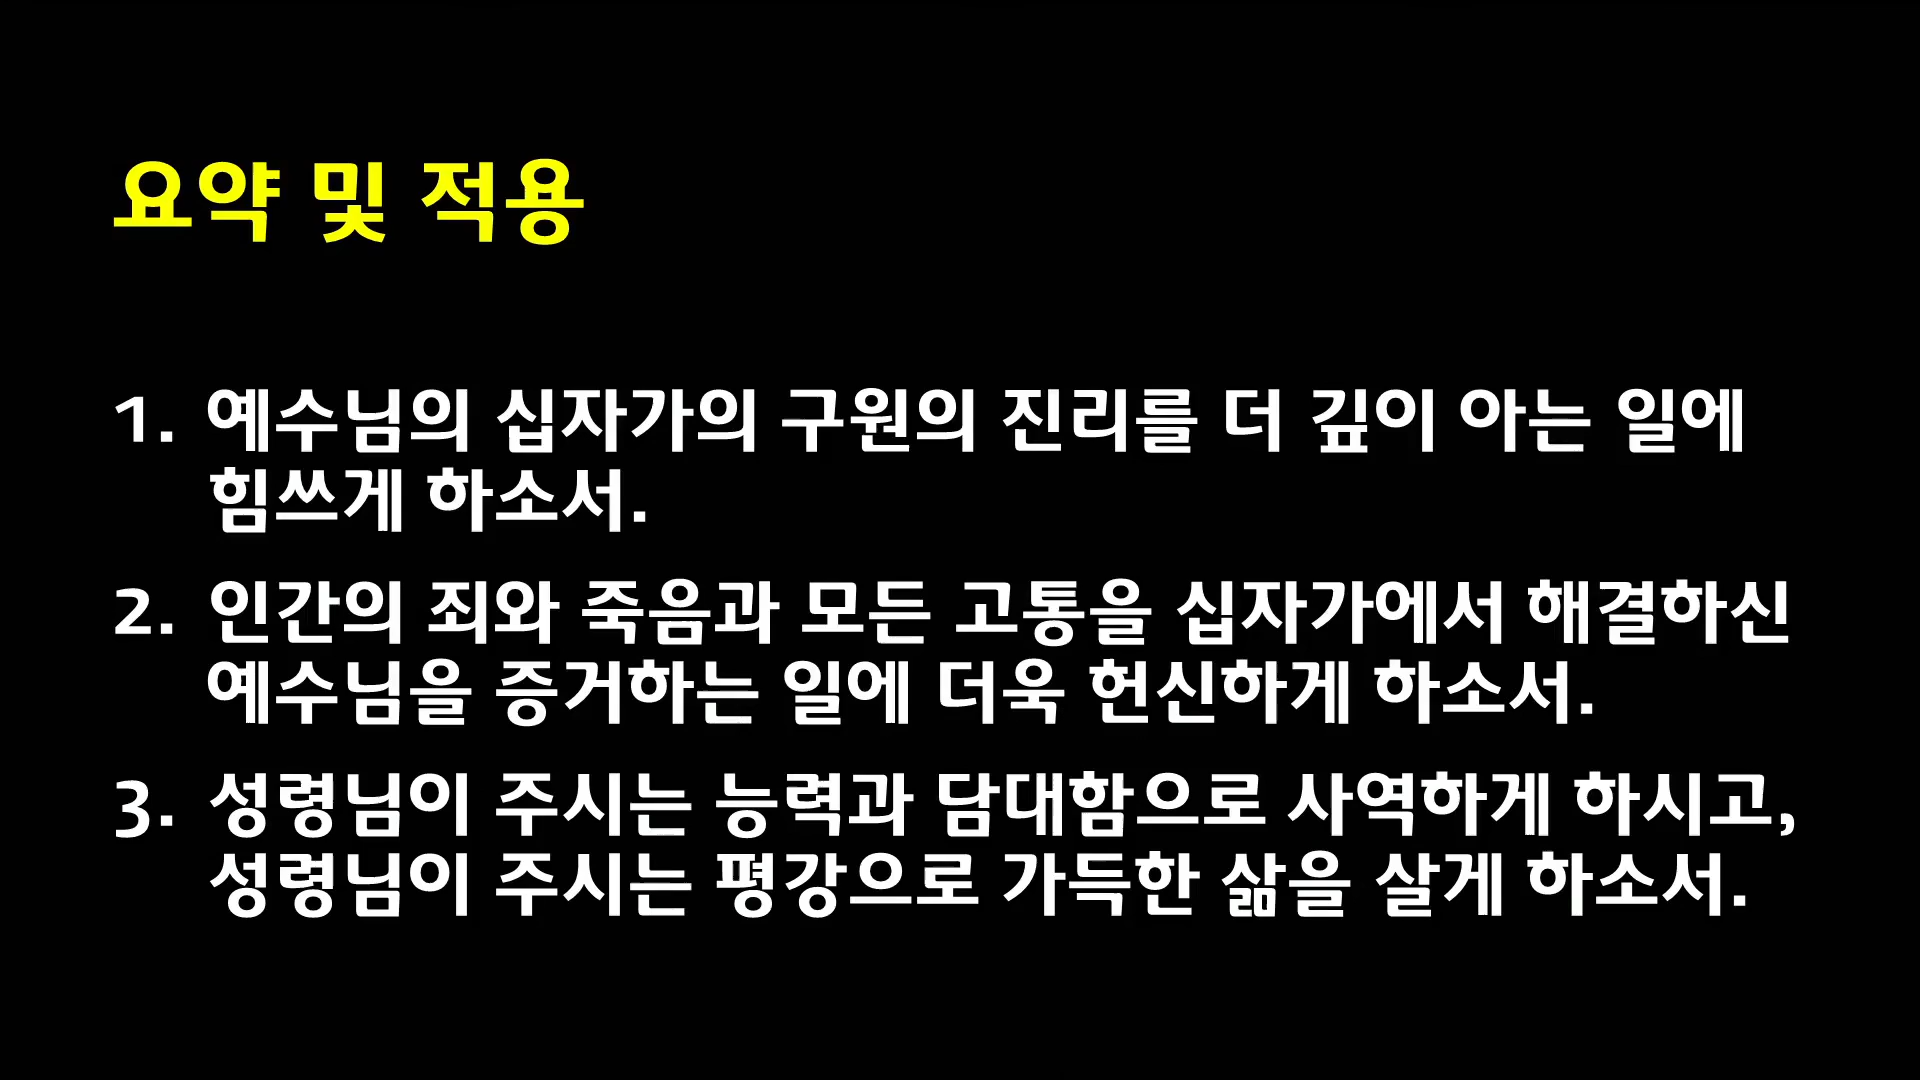 요약 및 적용
1. 예수님의 십자가의 구원의 진리를 더 깊이 아는 일에
힘쓰게 하소서.
2. 인간의 죄와 죽음과 모든 고통을 십자가에서 해결하신
예수님을 증거하는 일에 더욱 헌신하게 하소서.
3. 성령님이 주시는 능력과 담대함으로 사역하게 하시고,
성령님이 주시는 평강으로 가득한 삶을 살게 하소서.